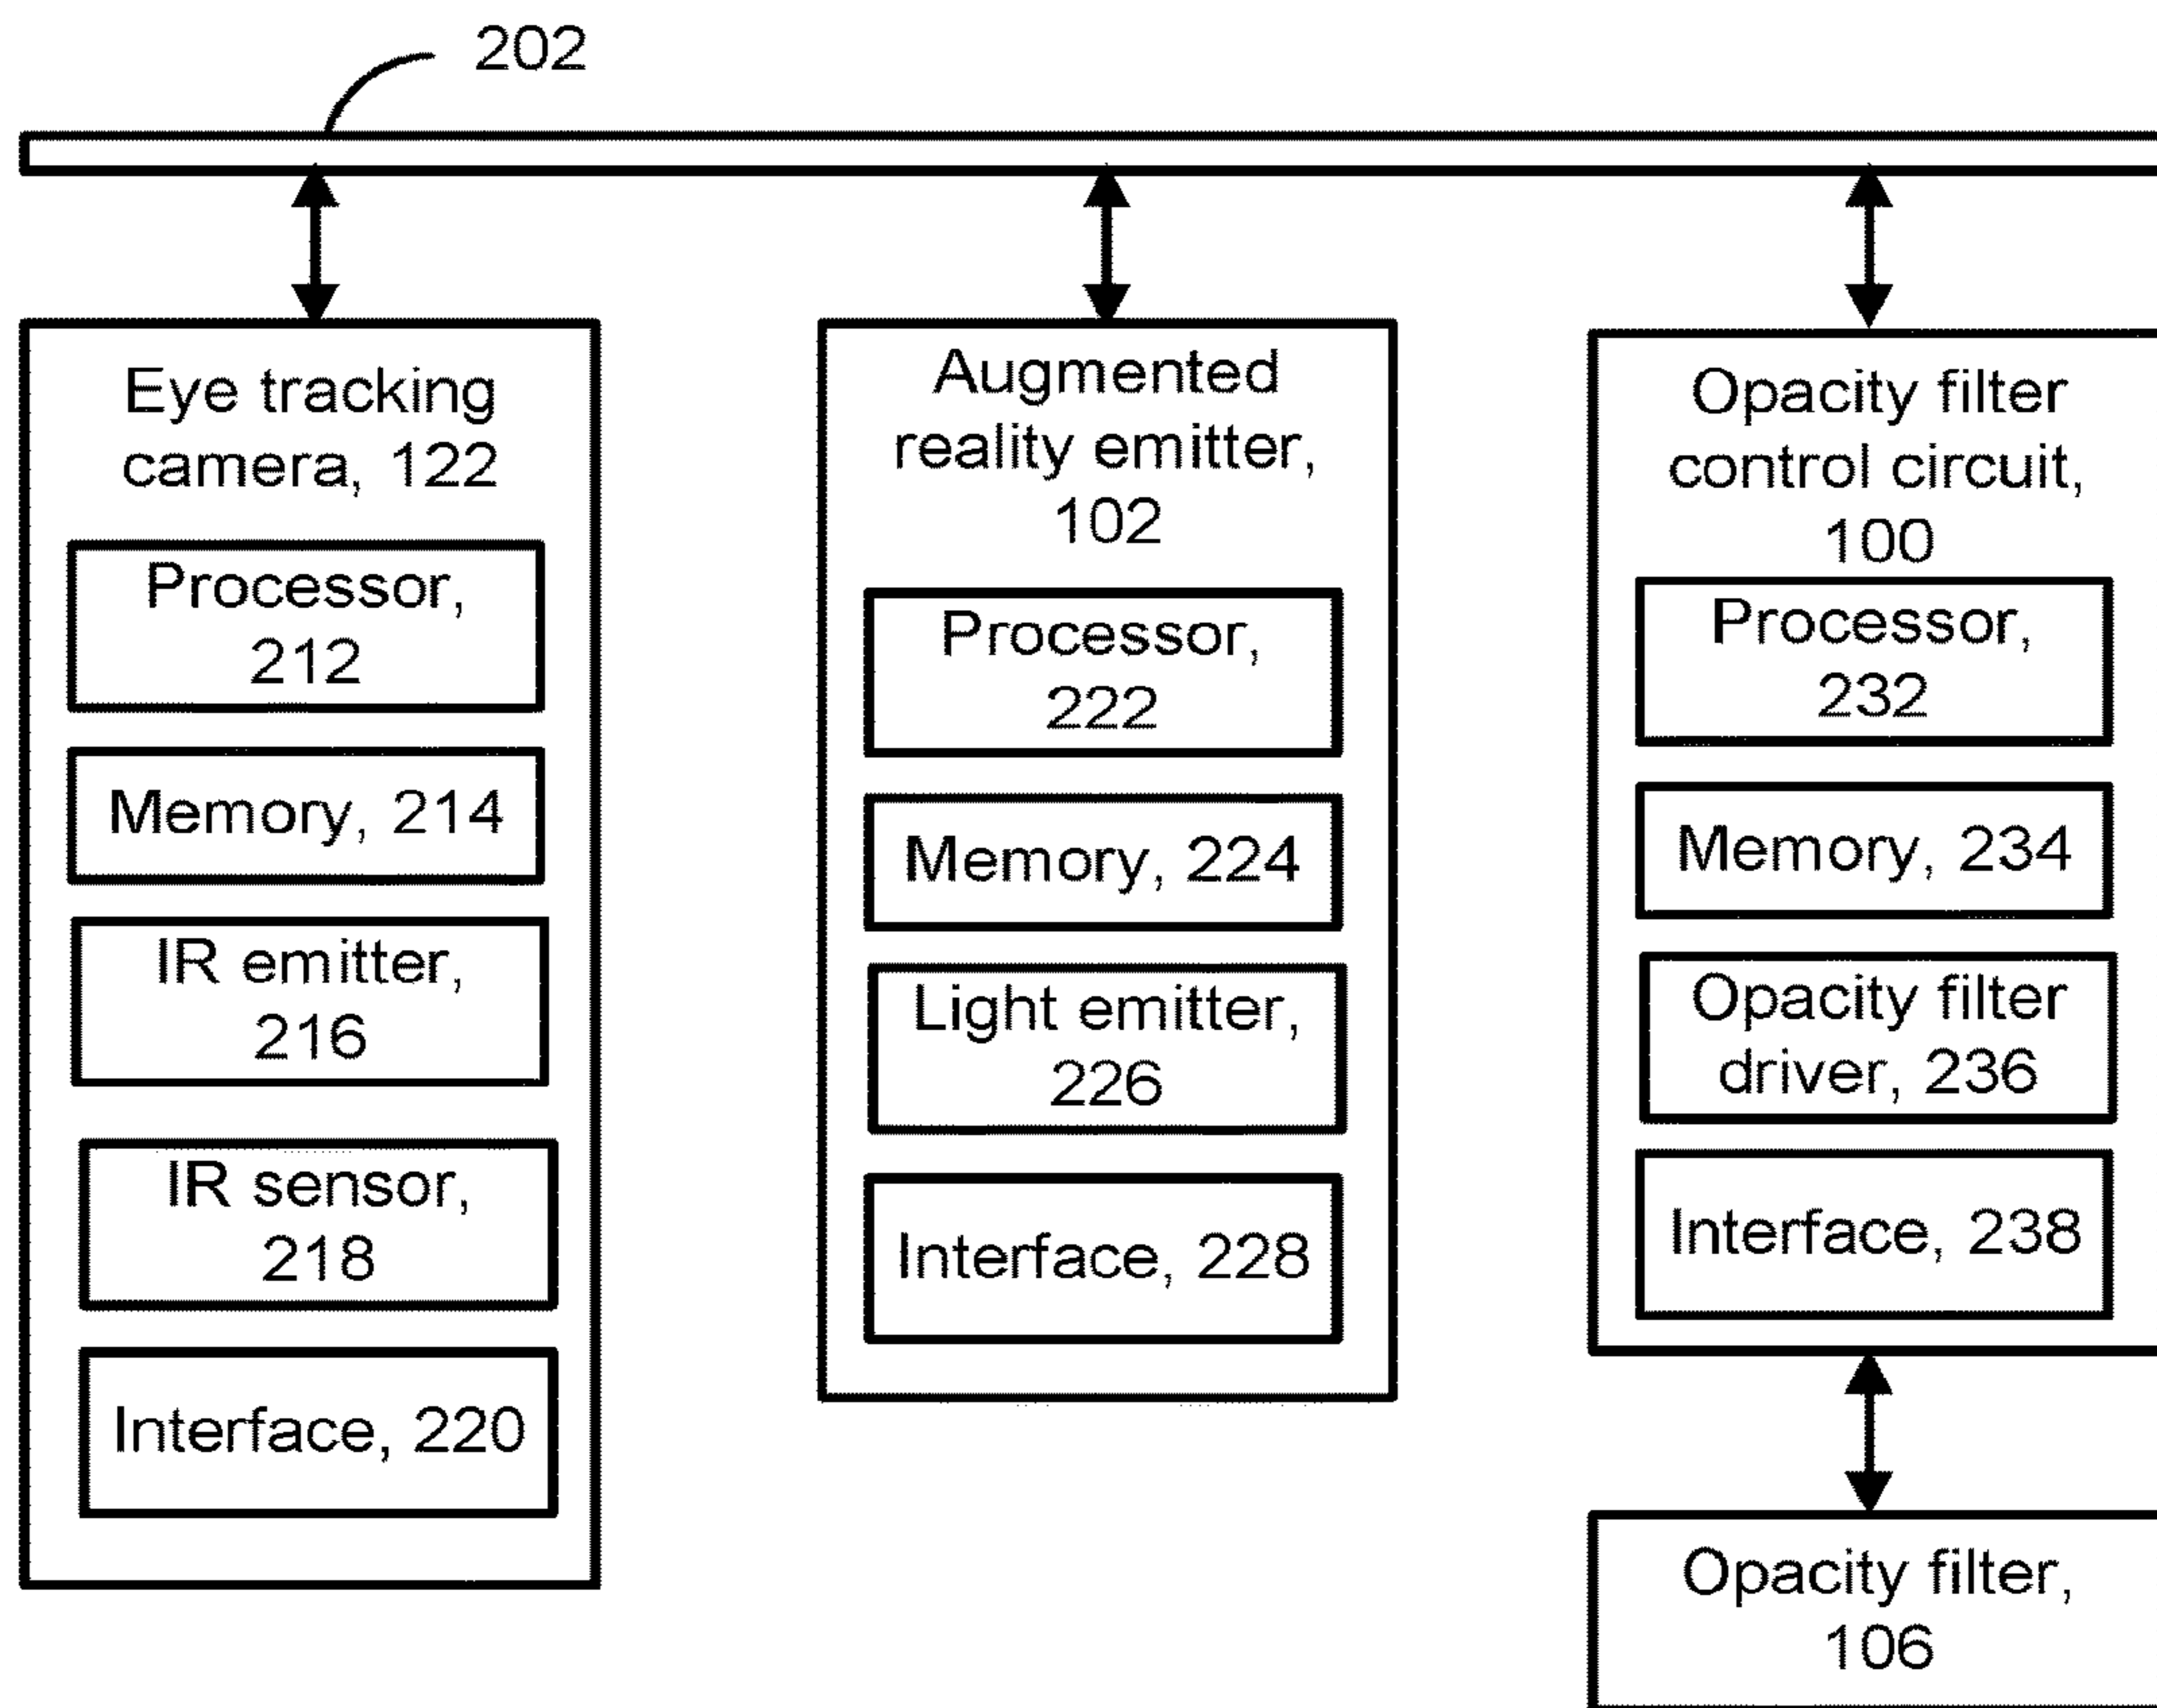 202
Eye tracking
camera, 122
Processor,
212
Memory, 214
IR emitter,
216
IR sensor,
218
Interface, 220
Augmented
reality emitter,
102
Processor,
222
Memory, 224
Light emitter,
226
Interface, 228
Opacity filter
control circuit,
100
Processor,
232
Memory, 234
Opacity filter
driver, 236
Interface, 238
Opacity filter,
106